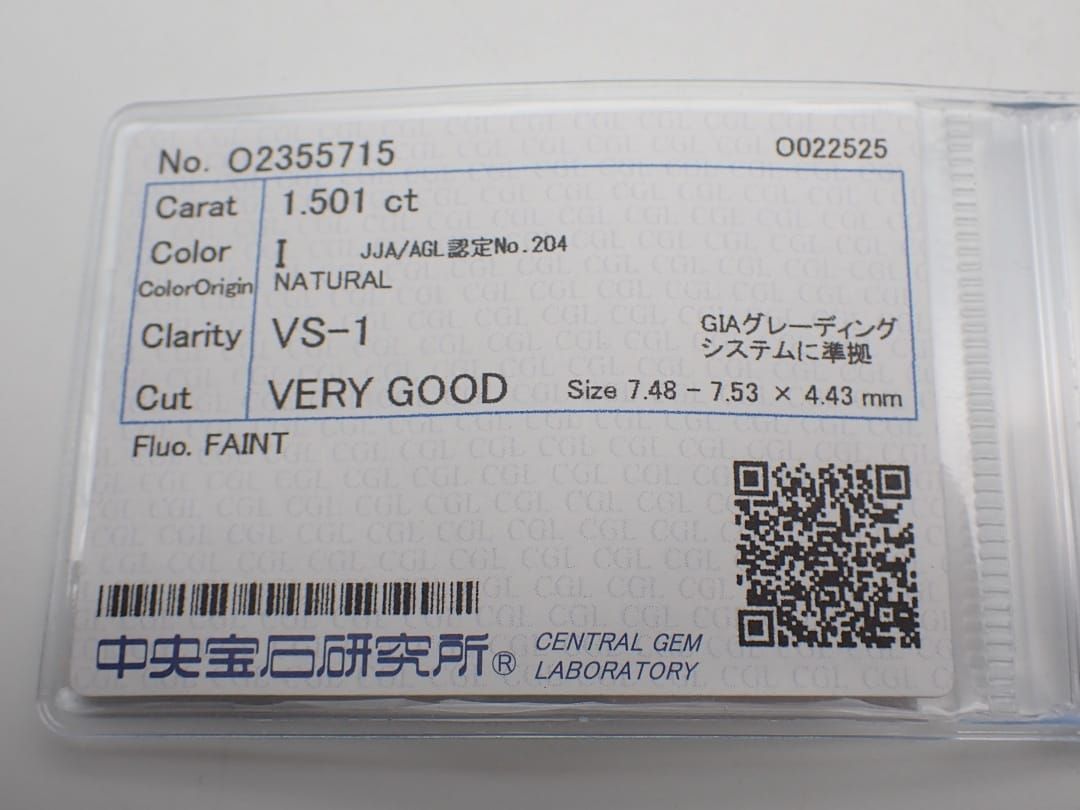 No. O2355715
O022525
Carat 1.501 ct
Color I JJA/AGL認定No.204
ColorOrigin NATURAL
Clarity VS-1
GIAグレーディング
システムに準拠
Cut VERY GOOD Size 7.48 - 7.53 × 4.43 mm
Fluo. FAINT
中央宝石研究所® CENTRAL GEM
LABORATORY